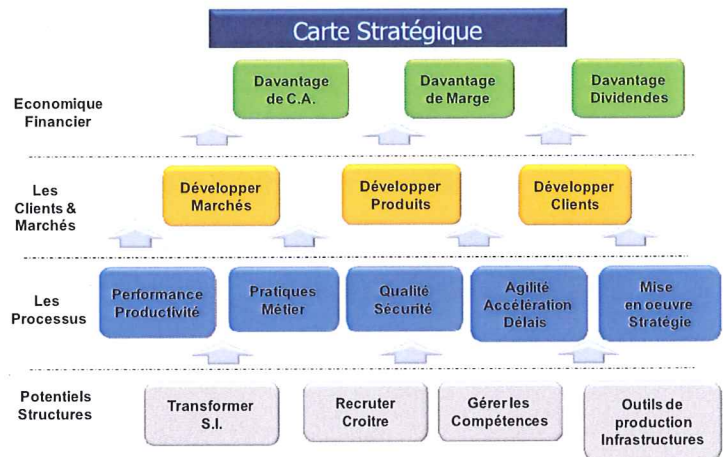 Carte Stratégique
Economique
Financier
Davantage
de C.A.
Davantage
de Marge
Davantage
Dividendes
Les
Clients &
Marchés
Développer
Marchés
Développer
Produits
Développer
Clients
Les
Processus
Performance
Productivité
Pratiques
Métier
Qualité
Sécurité
Agilité
Accélération
Délais
Mise
en oeuvre
Stratégie
Potentiels
Structures
Transformer
S.I.
Recruter
Croitre
Gérer les
Compétences
Outils de
production
Infrastructures